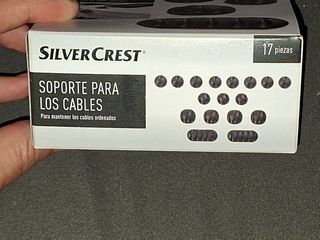 SILVERCREST®
17 piezas
SOPORTE PARA
LOS CABLES
Para mantener los cables ordenados